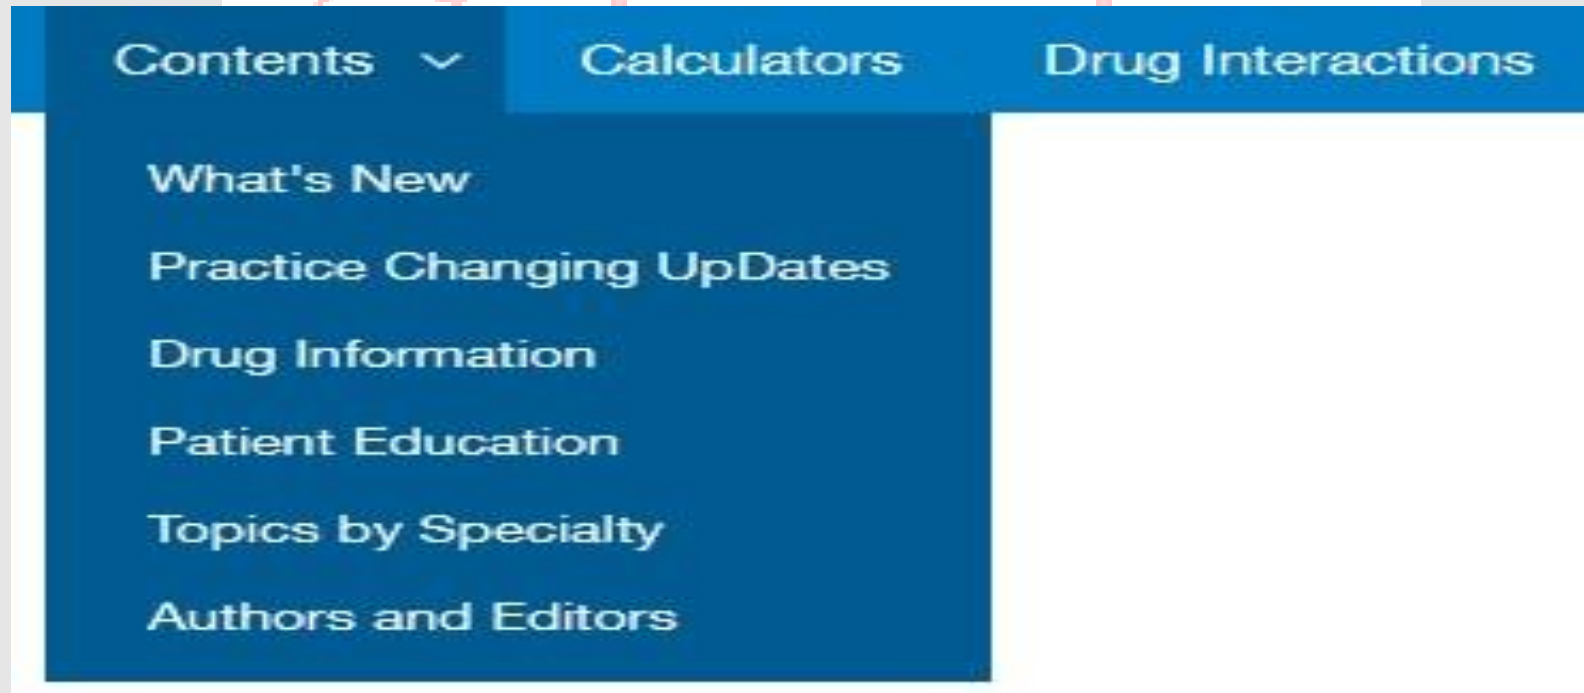 Contents Calculators Drug Interactions
What's New
Practice Changing UpDates
Drug Information
Patient Education
Topics by Specialty
Authors and Editors